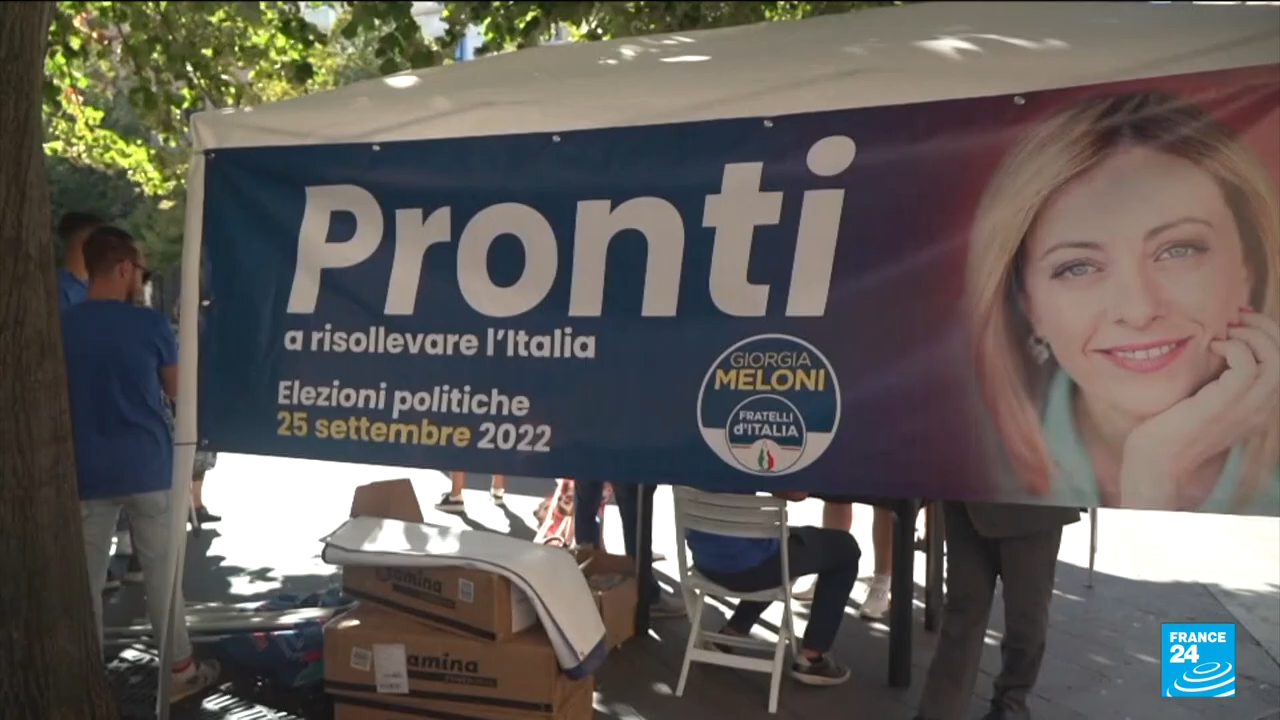 Pronti
a risollevare l'Italia
Elezioni politiche
25 settembre 2022
GIORGIA
MELONI
FRATELLI
d'ITALIA
amina
amina
FRANCE
24